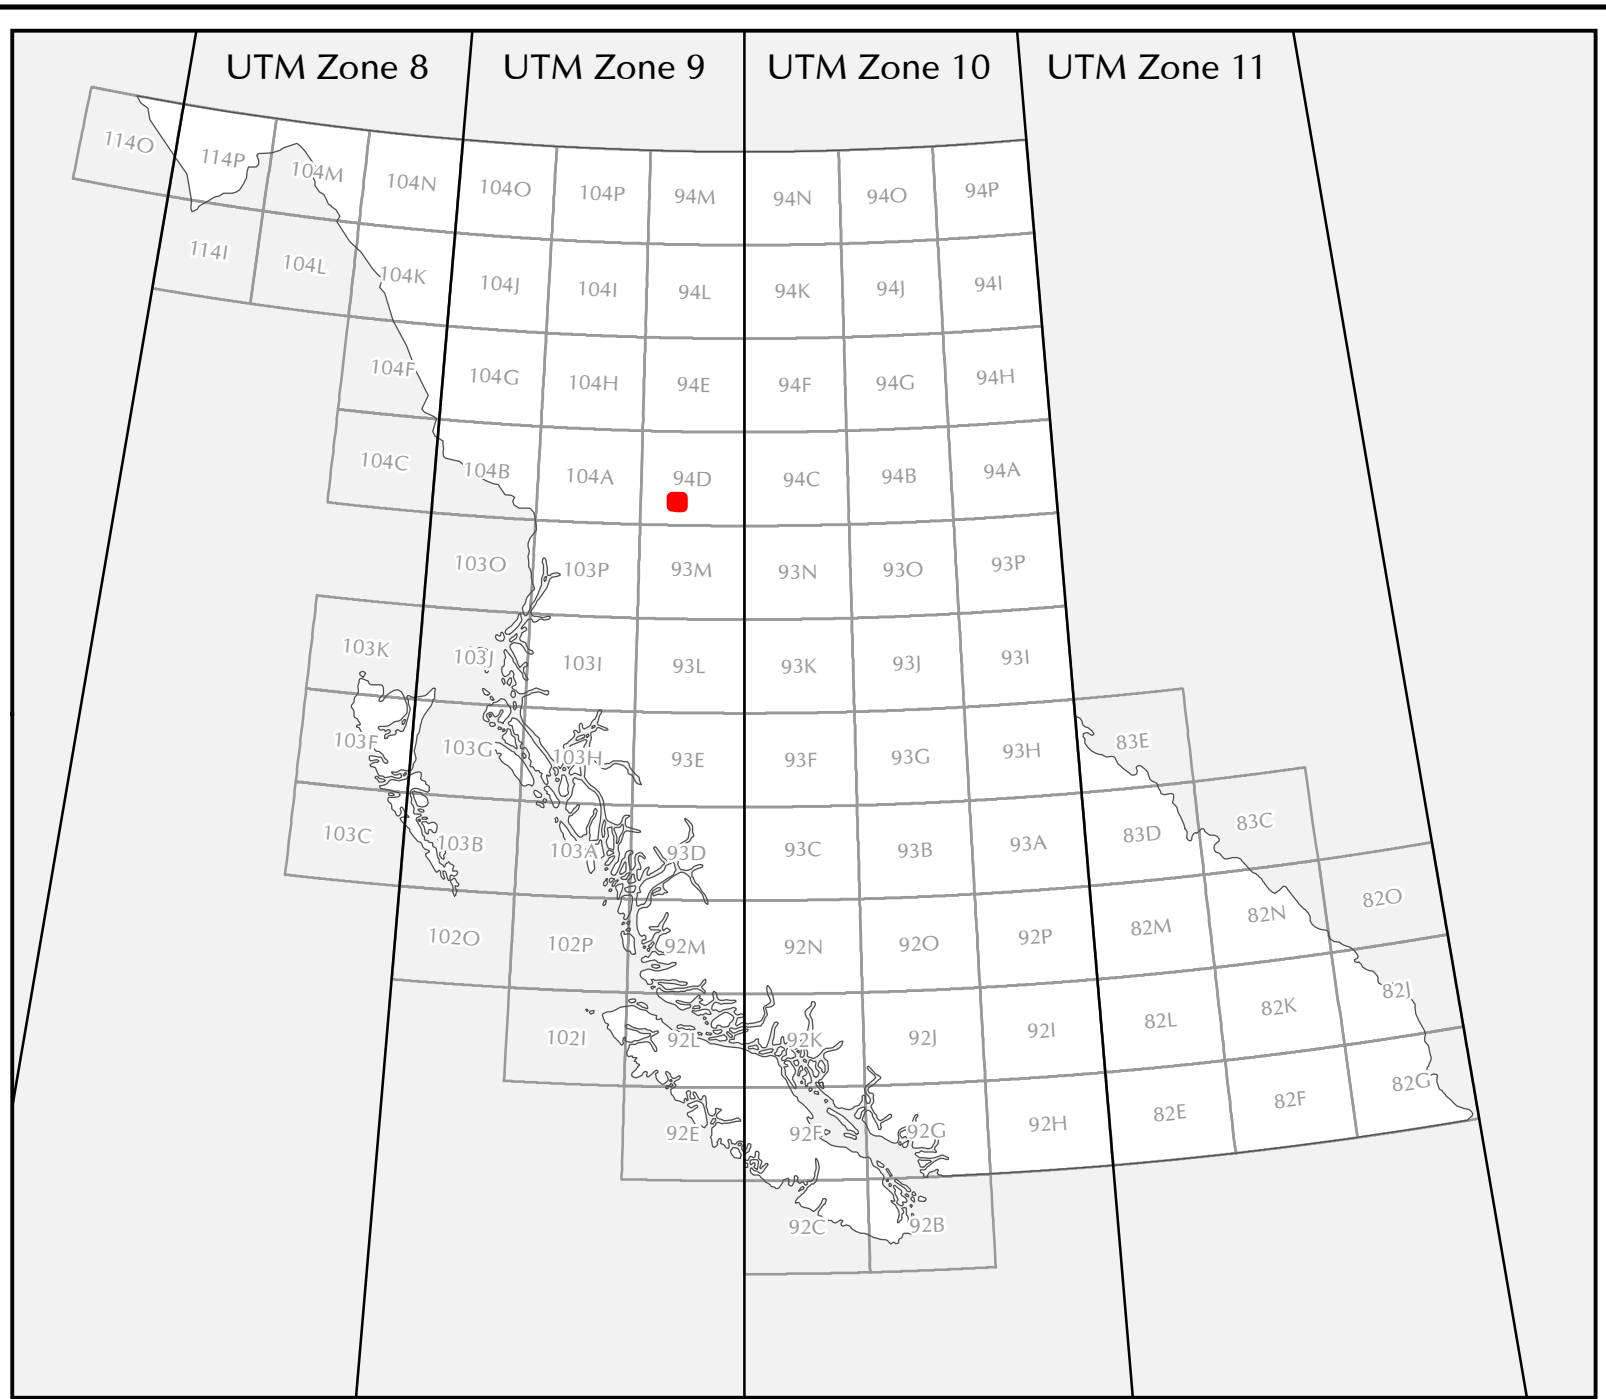 UTM Zone 8 UTM Zone 9 UTM Zone 10 UTM Zone 11
114O 114P 104M 104N 104O 104P 94M 94N 94O 94P
114I 104L 104K 104J 104I 94L 94K 94J 94I
104F 104G 104H 94E 94F 94G 94H
104C 104B 104A 94D 94C 94B 94A
103O 103P 93M 93N 93O 93P
103K 103J 103I 93L 93K 93J 93I
103F 103G 103H 93E 93F 93G 93H 83E
103C 103B 103A 93D 93C 93B 93A 83D 83C
102O 102P 92M 92N 92O 92P 82M 82N 82O
102I 92L 92K 92J 92I 82L 82K 82J
92E 92F 92G 92H 82E 82F 82G
92C 92B